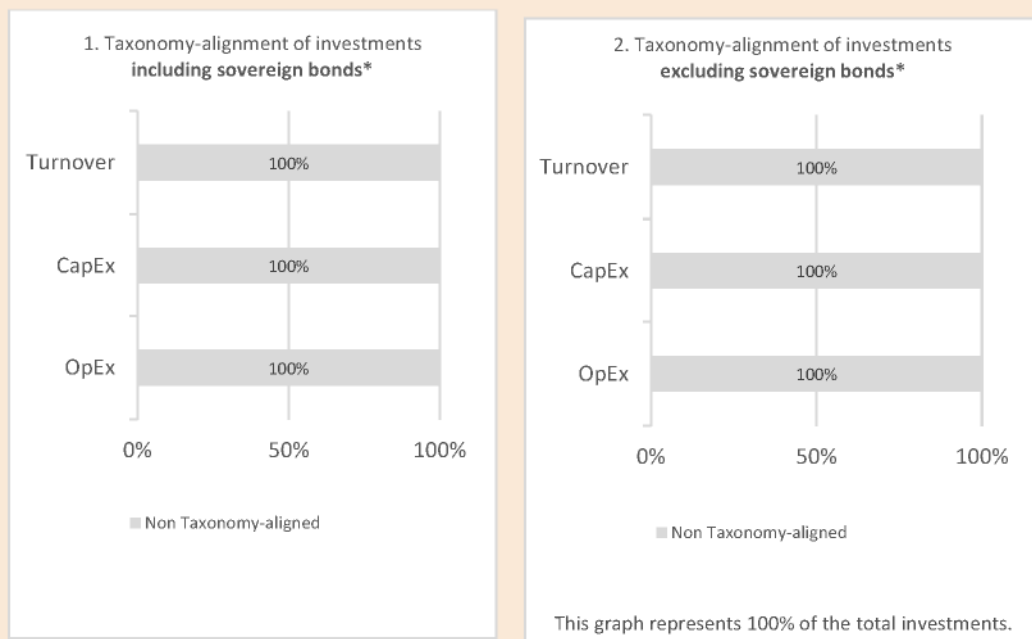 1. Taxonomy-alignment of investments
including sovereign bonds*
Turnover
100%
CapEx
100%
OpEx
100%
0%
50%
100%
Non Taxonomy-aligned
2. Taxonomy-alignment of investments
excluding sovereign bonds*
Turnover
100%
CapEx
100%
OpEx
100%
0%
50%
100%
Non Taxonomy-aligned
This graph represents 100% of the total investments.